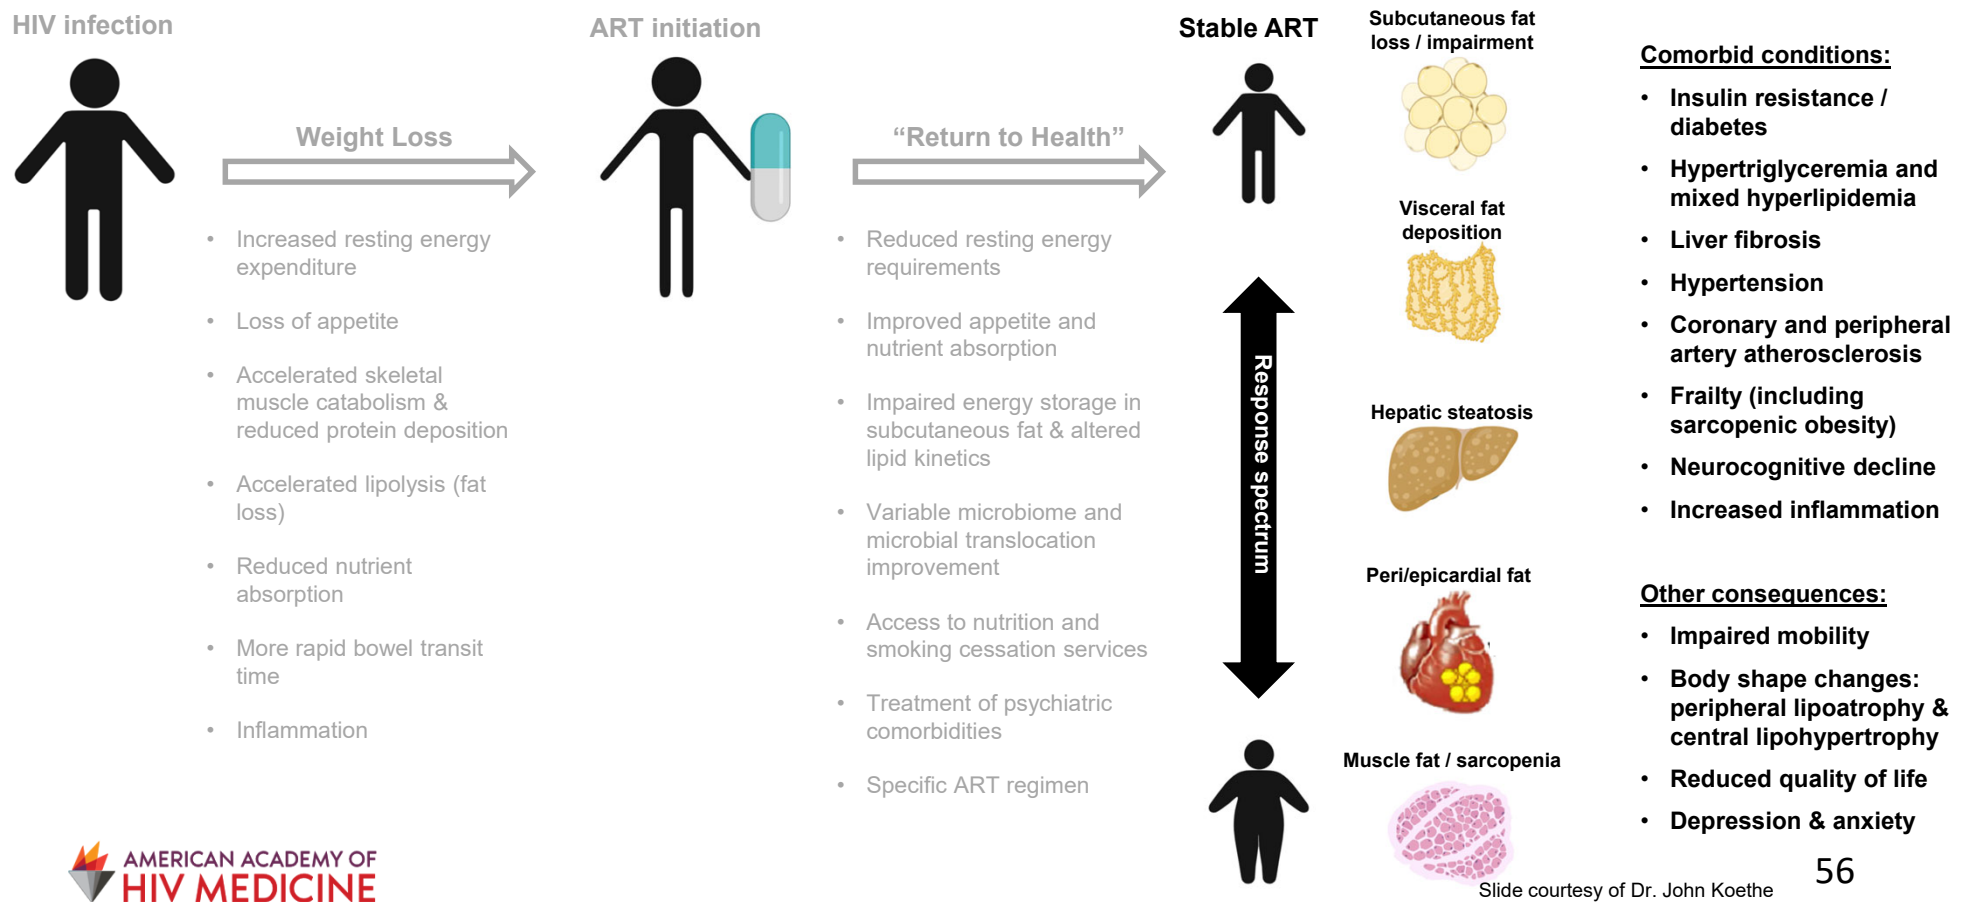 HIV infection
Weight Loss
• Increased resting energy
expenditure
• Loss of appetite
• Accelerated skeletal
muscle catabolism &
reduced protein deposition
• Accelerated lipolysis (fat
loss)
• Reduced nutrient
absorption
• More rapid bowel transit
time
• Inflammation
ART initiation
“Return to Health”
• Reduced resting energy
requirements
• Improved appetite and
nutrient absorption
• Impaired energy storage in
subcutaneous fat & altered
lipid kinetics
• Variable microbiome and
microbial translocation
improvement
• Access to nutrition and
smoking cessation services
• Treatment of psychiatric
comorbidities
• Specific ART regimen
Stable ART
Response spectrum
Subcutaneous fat
loss / impairment
Visceral fat
deposition
Hepatic steatosis
Peri/epicardial fat
Muscle fat / sarcopenia
Comorbid conditions:
• Insulin resistance /
diabetes
• Hypertriglyceremia and
mixed hyperlipidemia
• Liver fibrosis
• Hypertension
• Coronary and peripheral
artery atherosclerosis
• Frailty (including
sarcopenic obesity)
• Neurocognitive decline
• Increased inflammation
Other consequences:
• Impaired mobility
• Body shape changes:
peripheral lipoatrophy &
central lipohypertrophy
• Reduced quality of life
• Depression & anxiety
AMERICAN ACADEMY OF
HIV MEDICINE
Slide courtesy of Dr. John Koethe
56